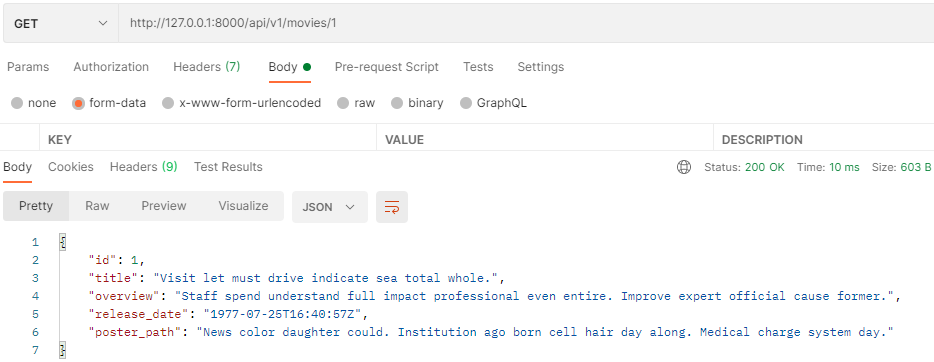 GET http://127.0.0.1:8000/api/v1/movies/1
Params Authorization Headers (7) Body Pre-request Script Tests Settings
none form-data x-www-form-urlencoded raw binary GraphQL
KEY VALUE DESCRIPTION
Body Cookies Headers (9) Test Results Status: 200 OK Time: 10 ms Size: 603 B
Pretty Raw Preview Visualize JSON
1 {
2 "id": 1,
3 "title": "Visit let must drive indicate sea total whole.",
4 "overview": "Staff spend understand full impact professional even entire. Improve expert official cause former.",
5 "release_date": "1977-07-25T16:40:57Z",
6 "poster_path": "News color daughter could. Institution ago born cell hair day along. Medical charge system day."
7 }